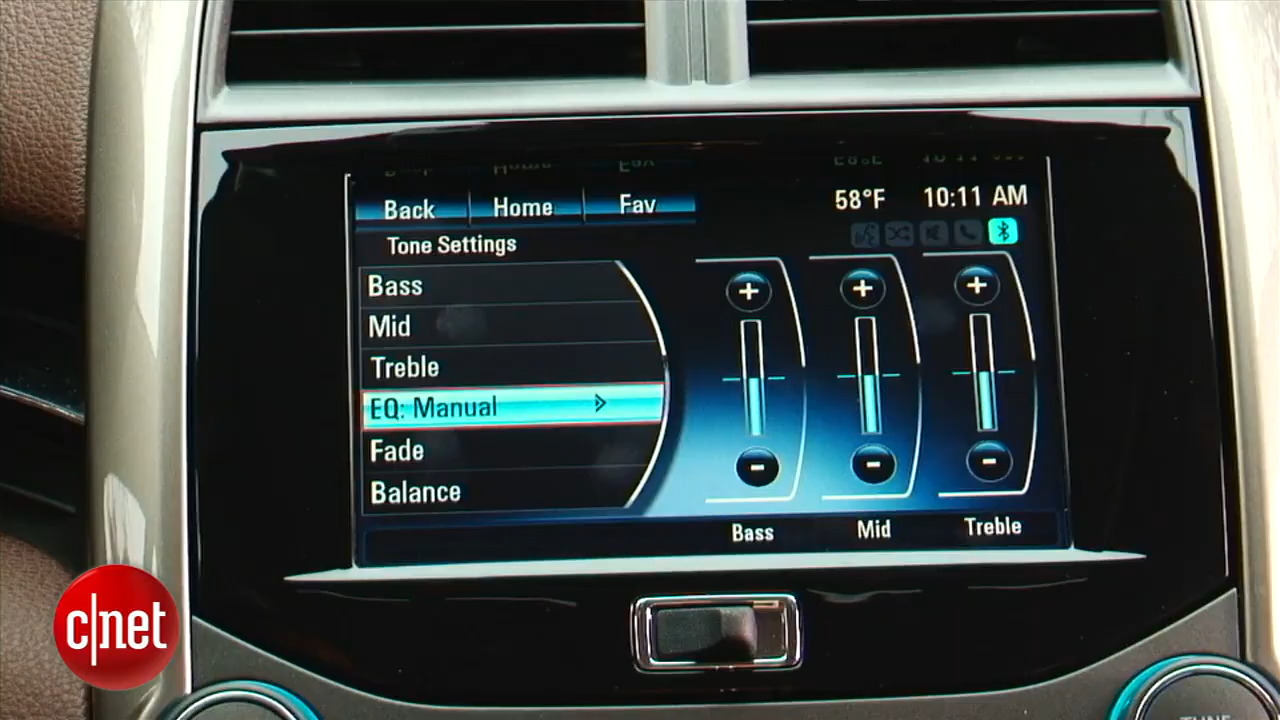 Back Home Fav 58°F 10:11 AM
Tone Settings
Bass
Mid
Treble
EQ: Manual
Fade
Balance
Bass Mid Treble
c|net
TUNE